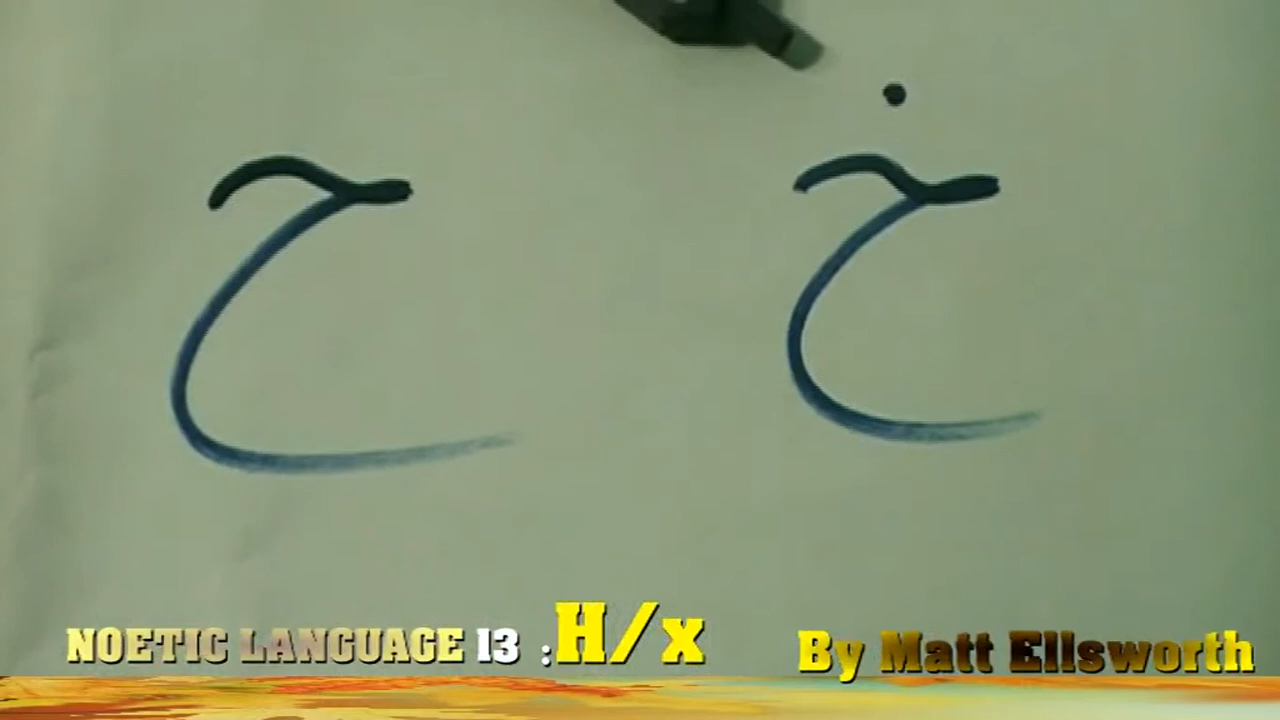 ح خ
NOETIC LANGUAGE 13 : H/x By Matt Ellsworth